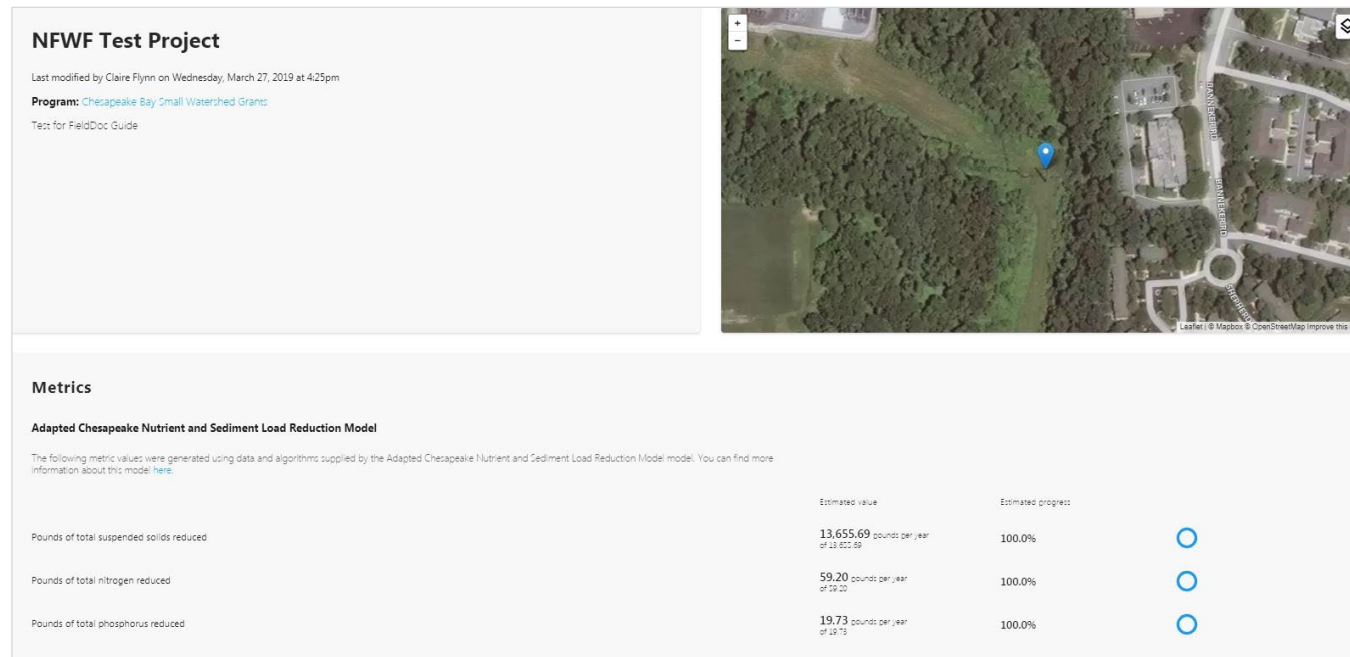 NFWF Test Project
Last modified by Claire Flynn on Wednesday, March 27, 2019 at 4:25pm
Program: Chesapeake Bay Small Watershed Grants
Test for FieldDoc Guide
+
−
BANNEKER RD
BANNEKER RD
SHEPHERD
Leaflet | © Mapbox © OpenStreetMap Improve this
Metrics
Adapted Chesapeake Nutrient and Sediment Load Reduction Model
The following metric values were generated using data and algorithms supplied by the Adapted Chesapeake Nutrient and Sediment Load Reduction Model model. You can find more
information about this model here.
Estimated value Estimated progress
Pounds of total suspended solids reduced 13,655.69 pounds per year 100.0%
of 13,655.69
Pounds of total nitrogen reduced 59.20 pounds per year 100.0%
of 59.20
Pounds of total phosphorus reduced 19.73 pounds per year 100.0%
of 19.73